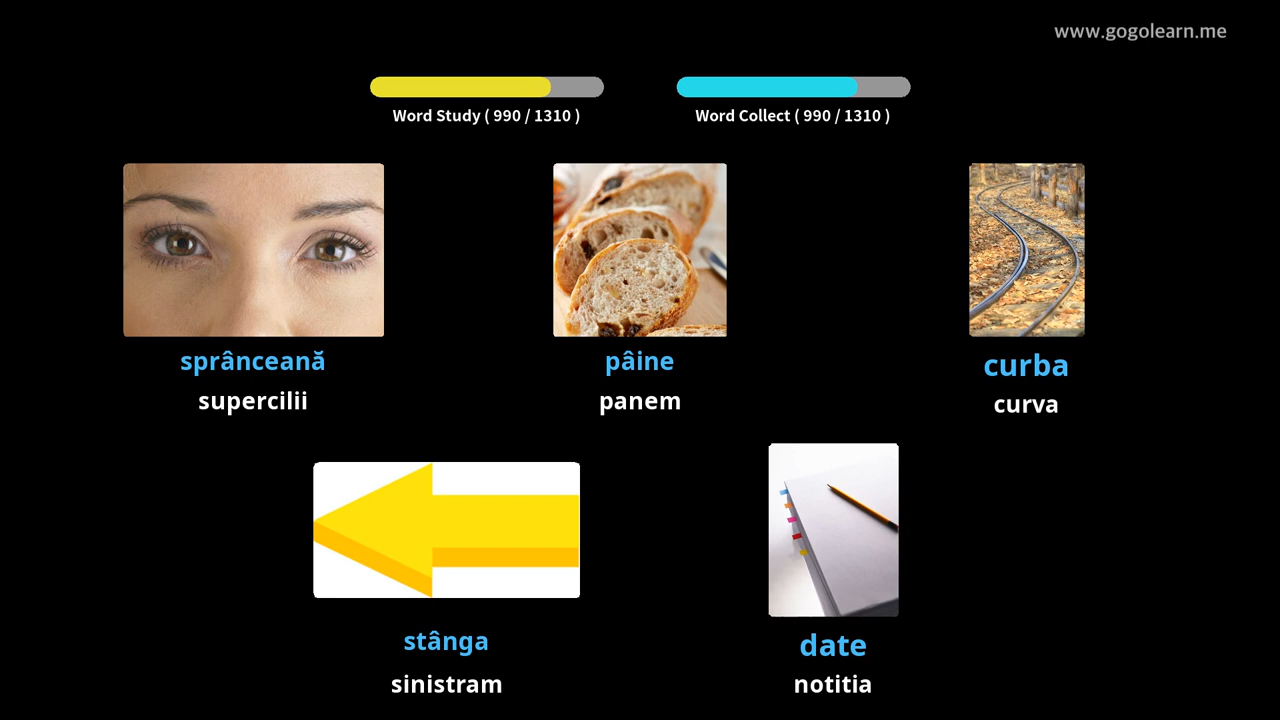 www.gogolearn.me
Word Study ( 990 / 1310 )
Word Collect ( 990 / 1310 )
sprânceană
supercilii
pâine
panem
curba
curva
stânga
sinistram
date
notitia